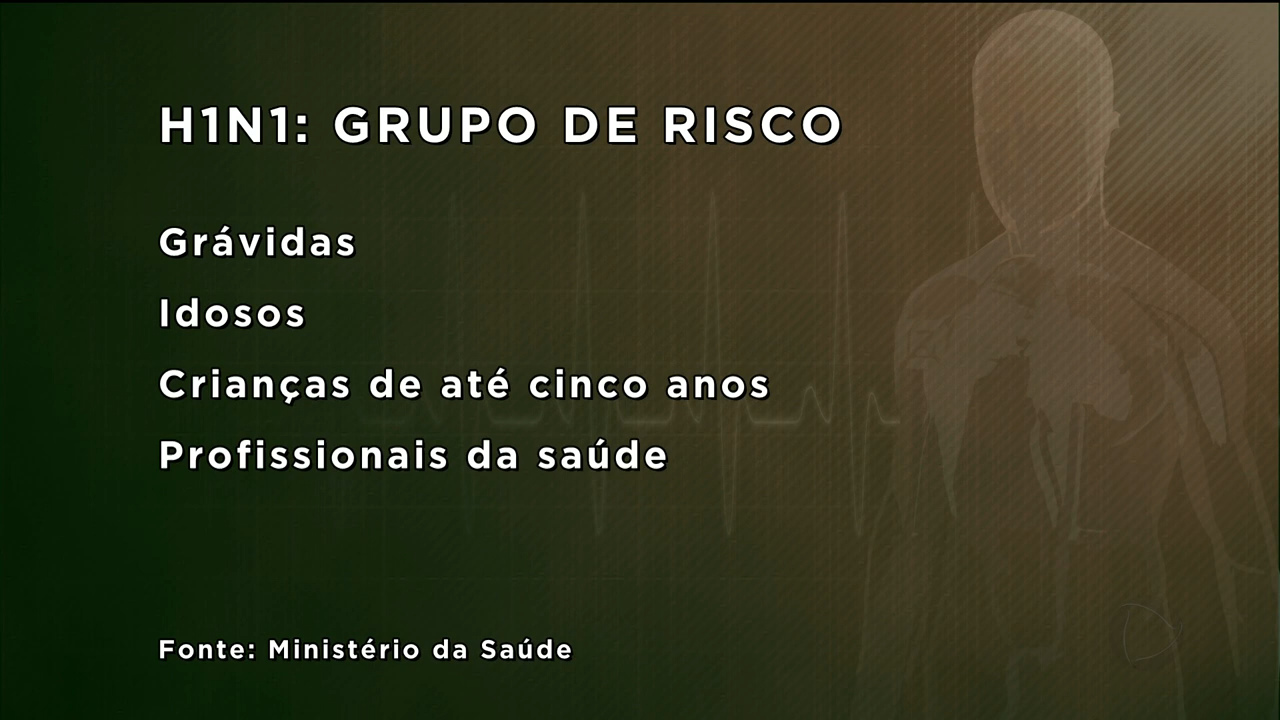 H1N1: GRUPO DE RISCO
Grávidas
Idosos
Crianças de até cinco anos
Profissionais da saúde
Fonte: Ministério da Saúde